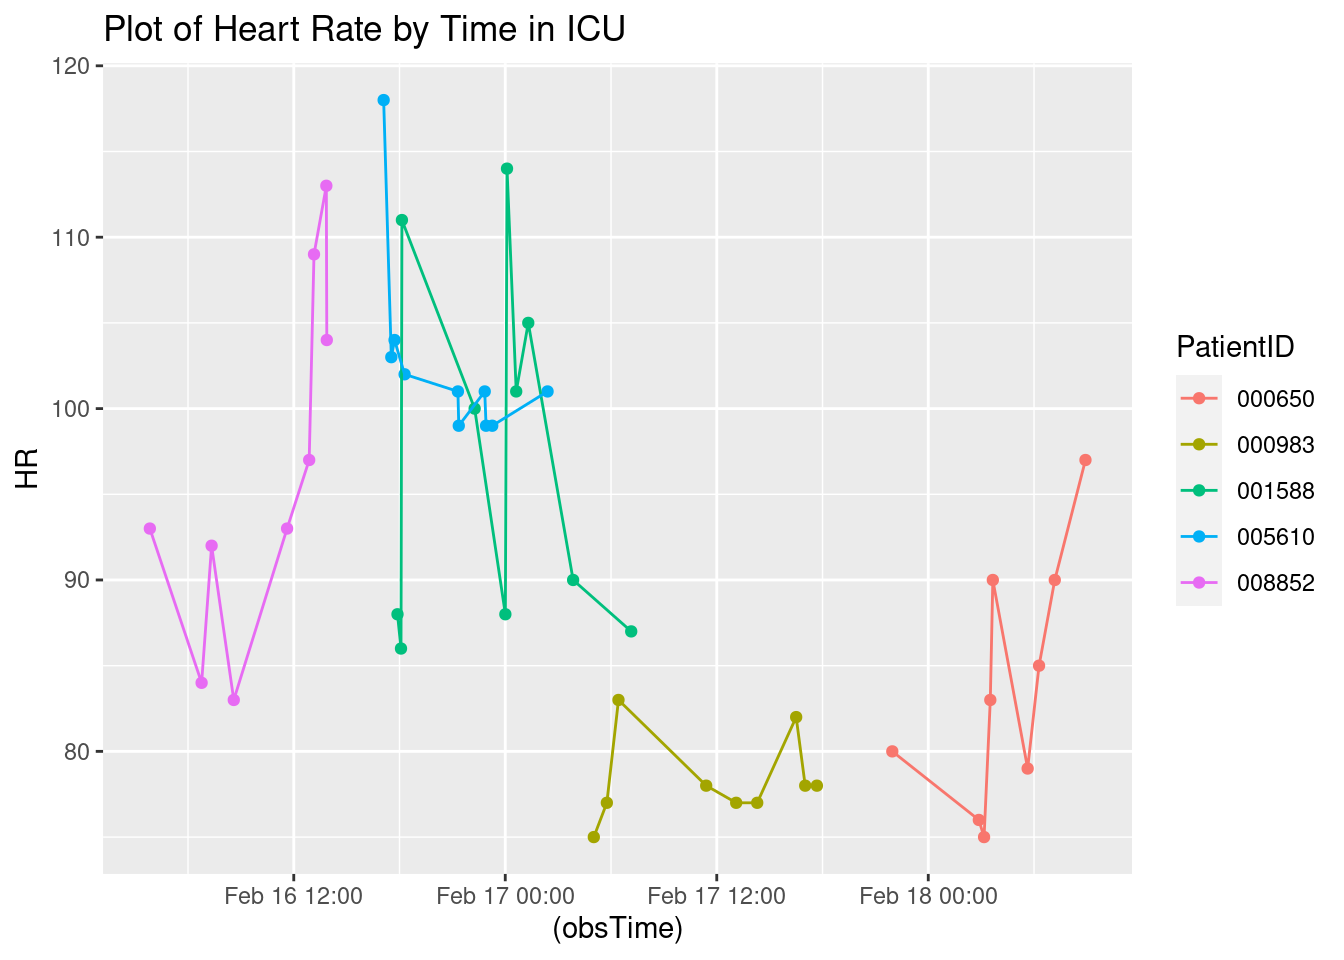 Plot of Heart Rate by Time in ICU
120
110
100
90
80
HR
Feb 16 12:00
Feb 17 00:00
Feb 17 12:00
Feb 18 00:00
(obsTime)
PatientID
000650
000983
001588
005610
008852